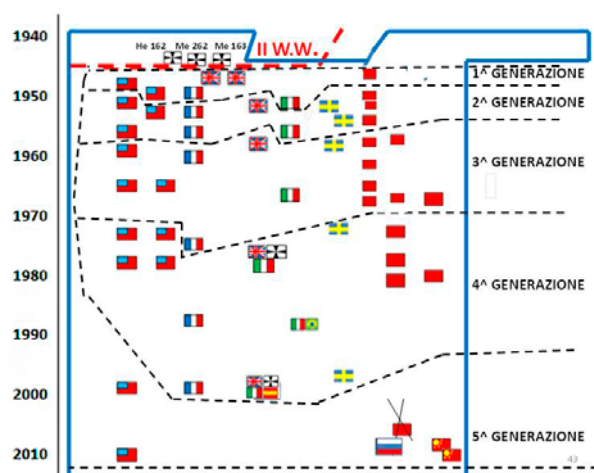 1940
He 162 Me 262 Me 163
II W.W.
1^ GENERAZIONE
1950
2^ GENERAZIONE
1960
3^ GENERAZIONE
1970
1980
4^ GENERAZIONE
1990
2000
5^ GENERAZIONE
2010
43